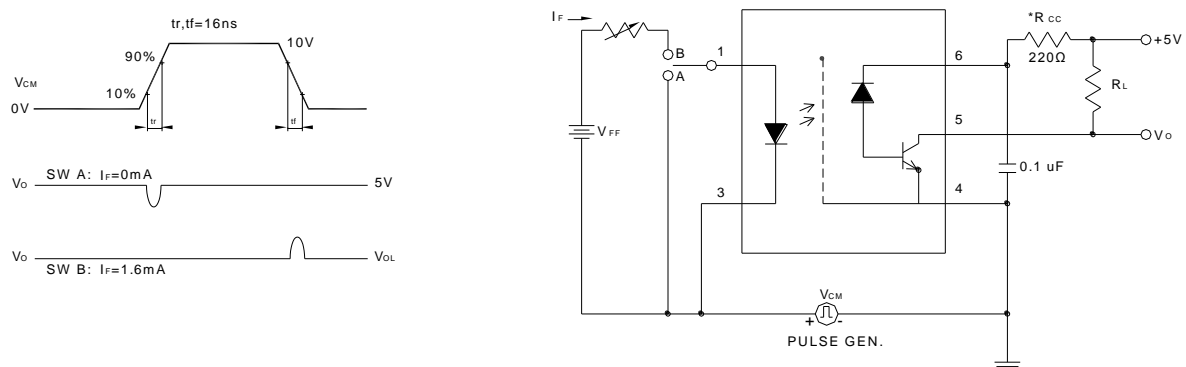 tr,tf=16ns
90%
10V
VCM
10%
0V
tr
tf
VO
SW A: IF=0mA
5V
VO
SW B: IF=1.6mA
VOL
IF
B
A
1
3
VFF
6
5
4
*RCC
220Ω
+5V
RL
VO
0.1 uF
VCM
+
-
PULSE GEN.